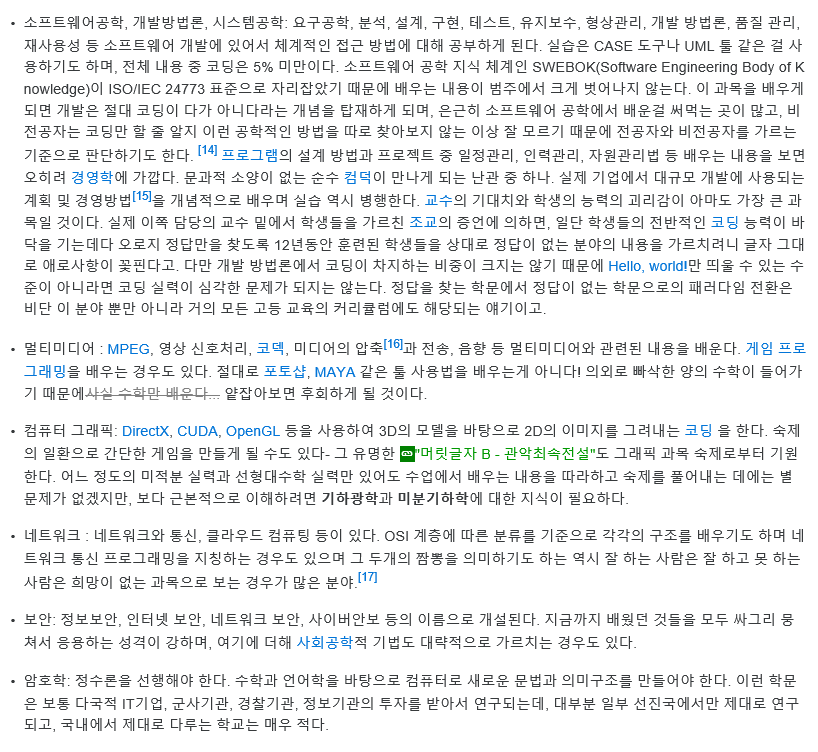 • 소프트웨어공학, 개발방법론, 시스템공학: 요구공학, 분석, 설계, 구현, 테스트, 유지보수, 형상관리, 개발 방법론, 품질 관리,
재사용성 등 소프트웨어 개발에 있어서 체계적인 접근 방법에 대해 공부하게 된다. 실습은 CASE 도구나 UML 툴 같은 걸 사
용하기도 하며, 전체 내용 중 코딩은 5% 미만이다. 소프트웨어 공학 지식 체계인 SWEBOK(Software Engineering Body of K
nowledge)이 ISO/IEC 24773 표준으로 자리잡았기 때문에 배우는 내용이 범주에서 크게 벗어나지 않는다. 이 과목을 배우게
되면 개발은 절대 코딩이 다가 아니다라는 개념을 탑재하게 되며, 은근히 소프트웨어 공학에서 배운걸 써먹는 곳이 많고, 비
전공자는 코딩만 할 줄 알지 이런 공학적인 방법을 따로 찾아보지 않는 이상 잘 모르기 때문에 전공자와 비전공자를 가르는
기준으로 판단하기도 한다. [14] 프로그램의 설계 방법과 프로젝트 중 일정관리, 인력관리, 자원관리법 등 배우는 내용을 보면
오히려 경영학에 가깝다. 문과적 소양이 없는 순수 컴덕이 만나게 되는 난관 중 하나. 실제 기업에서 대규모 개발에 사용되는
계획 및 경영방법[15]을 개념적으로 배우며 실습 역시 병행한다. 교수의 기대치와 학생의 능력의 괴리감이 아마도 가장 큰 과
목일 것이다. 실제 이쪽 담당의 교수 밑에서 학생들을 가르친 조교의 증언에 의하면, 일단 학생들의 전반적인 코딩 능력이 바
닥을 기는데다 오로지 정답만을 찾도록 12년동안 훈련된 학생들을 상대로 정답이 없는 분야의 내용을 가르치려니 글자 그대
로 애로사항이 꽃핀다고. 다만 개발 방법론에서 코딩이 차지하는 비중이 크지는 않기 때문에 Hello, world!만 띄울 수 있는 수
준이 아니라면 코딩 실력이 심각한 문제가 되지는 않는다. 정답을 찾는 학문에서 정답이 없는 학문으로의 패러다임 전환은
비단 이 분야 뿐만 아니라 거의 모든 고등 교육의 커리큘럼에도 해당되는 얘기이고.
• 멀티미디어 : MPEG, 영상 신호처리, 코덱, 미디어의 압축[16]과 전송, 음향 등 멀티미디어와 관련된 내용을 배운다. 게임 프로
그래밍을 배우는 경우도 있다. 절대로 포토샵, MAYA 같은 툴 사용법을 배우는게 아니다! 의외로 빠삭한 양의 수학이 들어가
기 때문에사실 수학만 배운다... 얕잡아보면 후회하게 될 것이다.
• 컴퓨터 그래픽: DirectX, CUDA, OpenGL 등을 사용하여 3D의 모델을 바탕으로 2D의 이미지를 그려내는 코딩 을 한다. 숙제
의 일환으로 간단한 게임을 만들게 될 수도 있다- 그 유명한 "머릿글자 B - 관악최속전설"도 그래픽 과목 숙제로부터 기원
한다. 어느 정도의 미적분 실력과 선형대수학 실력만 있어도 수업에서 배우는 내용을 따라하고 숙제를 풀어내는 데에는 별
문제가 없겠지만, 보다 근본적으로 이해하려면 기하광학과 미분기하학에 대한 지식이 필요하다.
• 네트워크 : 네트워크와 통신, 클라우드 컴퓨팅 등이 있다. OSI 계층에 따른 분류를 기준으로 각각의 구조를 배우기도 하며 네
트워크 통신 프로그래밍을 지칭하는 경우도 있으며 그 두개의 짬뽕을 의미하기도 하는 역시 잘 하는 사람은 잘 하고 못 하는
사람은 희망이 없는 과목으로 보는 경우가 많은 분야.[17]
• 보안: 정보보안, 인터넷 보안, 네트워크 보안, 사이버안보 등의 이름으로 개설된다. 지금까지 배웠던 것들을 모두 싸그리 뭉
쳐서 응용하는 성격이 강하며, 여기에 더해 사회공학적 기법도 대략적으로 가르치는 경우도 있다.
• 암호학: 정수론을 선행해야 한다. 수학과 언어학을 바탕으로 컴퓨터로 새로운 문법과 의미구조를 만들어야 한다. 이런 학문
은 보통 다국적 IT기업, 군사기관, 경찰기관, 정보기관의 투자를 받아서 연구되는데, 대부분 일부 선진국에서만 제대로 연구
되고, 국내에서 제대로 다루는 학교는 매우 적다.